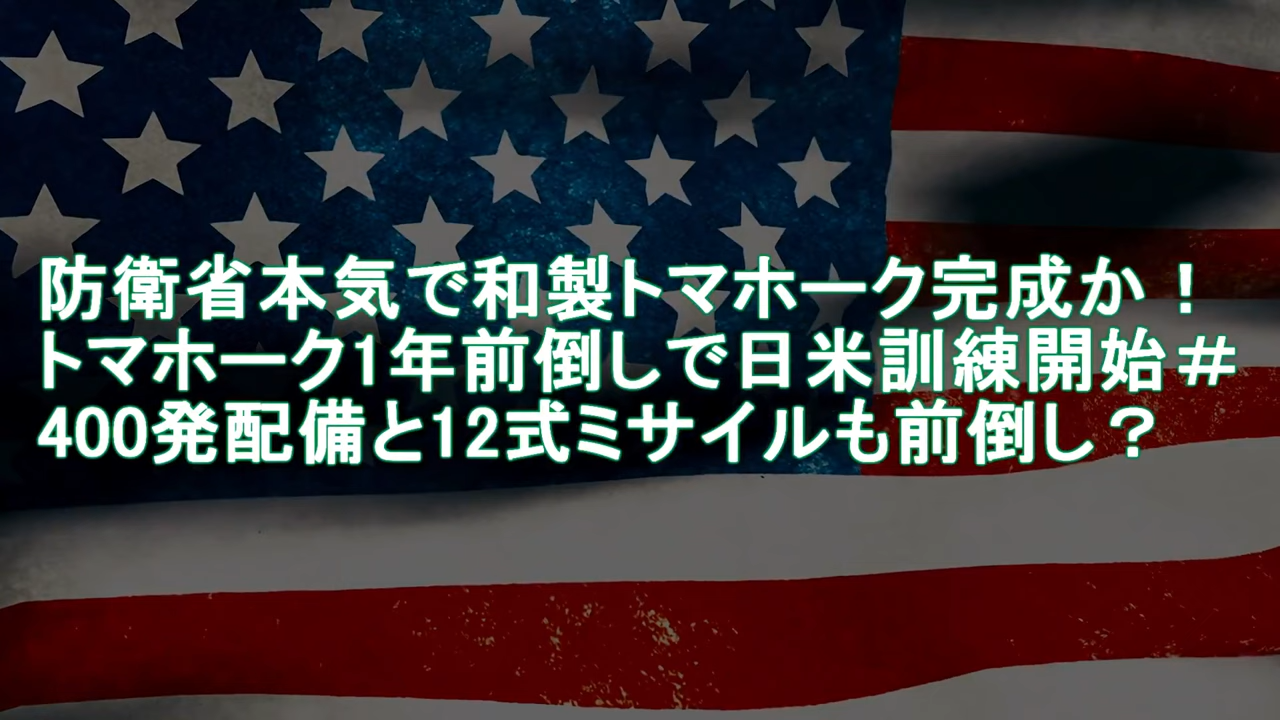 防衛省本気で和製トマホーク完成か！
トマホーク1年前倒しで日米訓練開始＃
400発配備と12式ミサイルも前倒し？